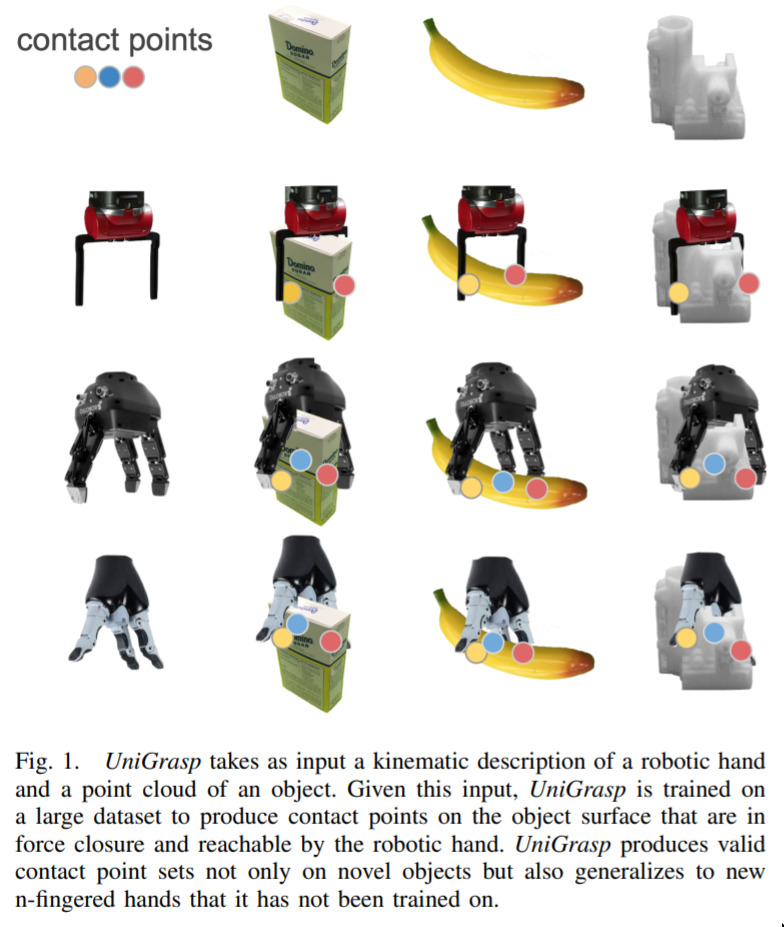 contact points
Domino
SUGAR
Domino
SUGAR
Domino
SUGAR
Fig. 1. UniGrasp takes as input a kinematic description of a robotic hand
and a point cloud of an object. Given this input, UniGrasp is trained on
a large dataset to produce contact points on the object surface that are in
force closure and reachable by the robotic hand. UniGrasp produces valid
contact point sets not only on novel objects but also generalizes to new
n-fingered hands that it has not been trained on.